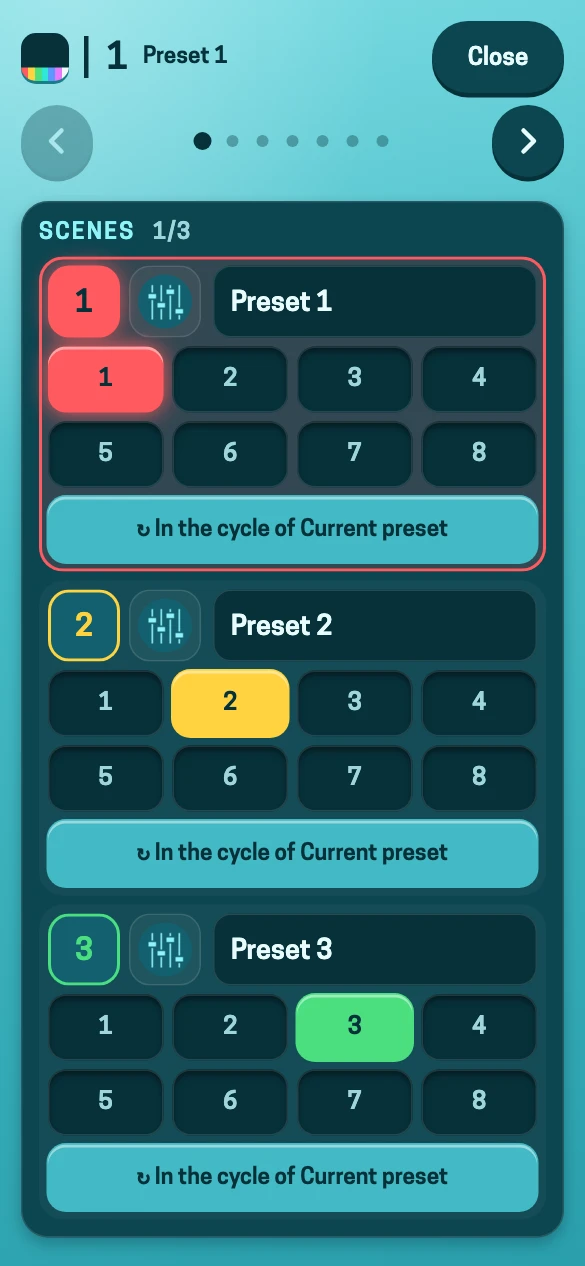 1 Preset 1
Close
SCENES 1/3
1 Preset 1
1 2 3 4
5 6 7 8
↻ In the cycle of Current preset
2 Preset 2
1 2 3 4
5 6 7 8
↻ In the cycle of Current preset
3 Preset 3
1 2 3 4
5 6 7 8
↻ In the cycle of Current preset